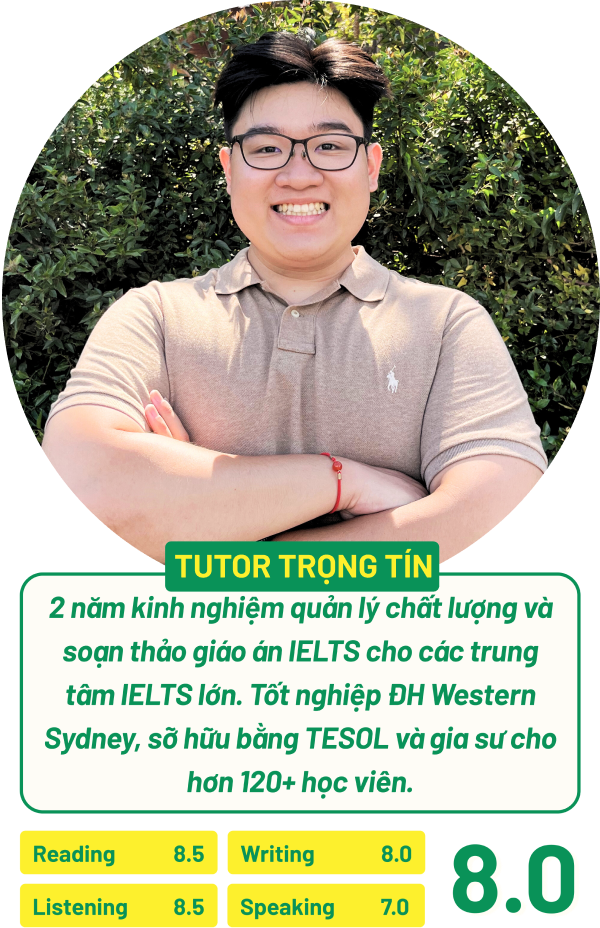 TUTOR TRỌNG TÍN
2 năm kinh nghiệm quản lý chất lượng và
soạn thảo giáo án IELTS cho các trung
tâm IELTS lớn. Tốt nghiệp ĐH Western
Sydney, sỡ hữu bằng TESOL và gia sư cho
hơn 120+ học viên.
Reading 8.5
Writing 8.0
Listening 8.5
Speaking 7.0
8.0